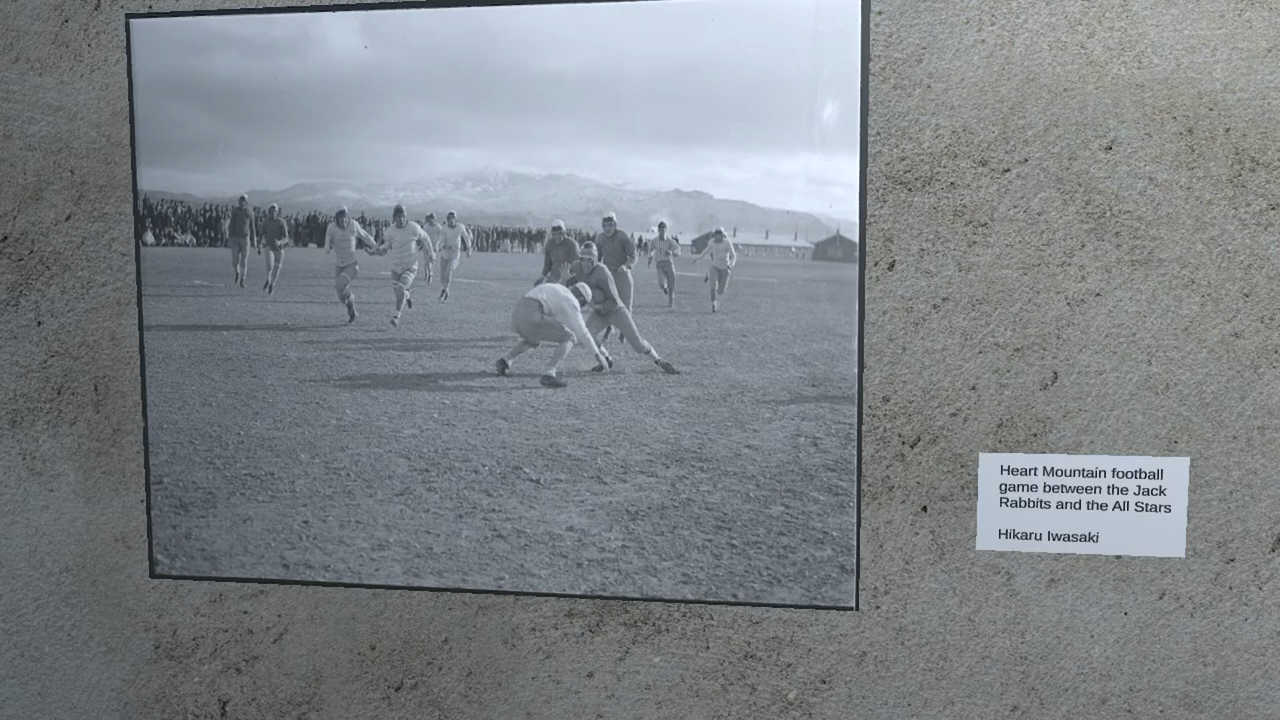 Heart Mountain football
game between the Jack
Rabbits and the All Stars
Hikaru Iwasaki